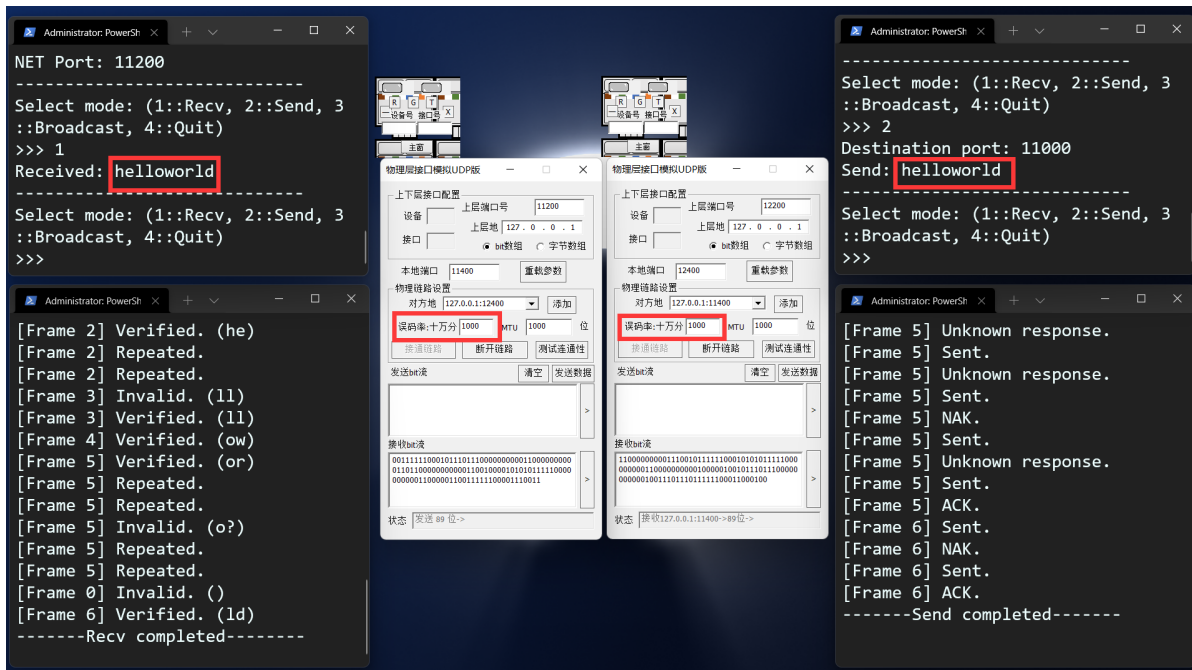 Administrator: PowerSh
NET Port: 11200
------------------------------
Select mode: (1::Recv, 2::Send, 3
::Broadcast, 4::Quit)
>>> 1
Received: helloworld
------------------------------
Select mode: (1::Recv, 2::Send, 3
::Broadcast, 4::Quit)
>>>
Administrator: PowerSh
[Frame 2] Verified. (he)
[Frame 2] Repeated.
[Frame 2] Repeated.
[Frame 3] Invalid. (ll)
[Frame 3] Verified. (ll)
[Frame 4] Verified. (ow)
[Frame 5] Verified. (or)
[Frame 5] Repeated.
[Frame 5] Repeated.
[Frame 5] Invalid. (o?)
[Frame 5] Repeated.
[Frame 5] Repeated.
[Frame 0] Invalid. ()
[Frame 6] Verified. (ld)
-------Recv completed--------
R G T
二设备号 接口号 X
主窗
物理层接口模拟UDP版
上下层接口配置
设备 上层端口号 11200
上层地 127 . 0 . 0 . 1
接口 bit数组 字节数组
本地端口 11400 重载参数
物理链路设置
对方地 127.0.0.1:12400 添加
误码率:十万分 1000 MTU 1000 位
接通链路 断开链路 测试连通性
发送bit流 清空 发送数据
>
接收bit流
>
状态 发送 89 位->
R G T
二设备号 接口号 X
主窗
物理层接口模拟UDP版
上下层接口配置
设备 上层端口号 12200
上层地 127 . 0 . 0 . 1
接口 bit数组 字节数组
本地端口 12400 重载参数
物理链路设置
对方地 127.0.0.1:11400 添加
误码率:十万分 1000 MTU 1000 位
接通链路 断开链路 测试连通性
发送bit流 清空 发送数据
>
接收bit流
>
状态 接收127.0.0.1:11400->89位->
Administrator: PowerSh
------------------------------
Select mode: (1::Recv, 2::Send, 3
::Broadcast, 4::Quit)
>>> 2
Destination port: 11000
Send: helloworld
------------------------------
Select mode: (1::Recv, 2::Send, 3
::Broadcast, 4::Quit)
>>>
Administrator: PowerSh
[Frame 5] Unknown response.
[Frame 5] Sent.
[Frame 5] Unknown response.
[Frame 5] Sent.
[Frame 5] NAK.
[Frame 5] Sent.
[Frame 5] Unknown response.
[Frame 5] Sent.
[Frame 5] ACK.
[Frame 6] Sent.
[Frame 6] NAK.
[Frame 6] Sent.
[Frame 6] ACK.
-------Send completed-------